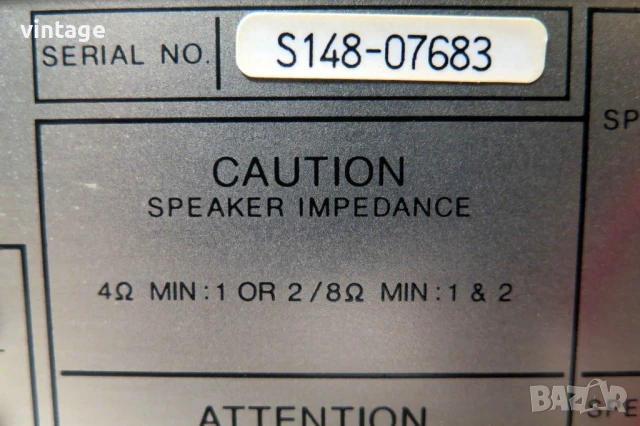 vintage
SERIAL NO. S148-07683
SP
CAUTION
SPEAKER IMPEDANCE
4Ω MIN : 1 OR 2 / 8Ω MIN : 1 & 2
ATTENTION
SPE
BAZAR